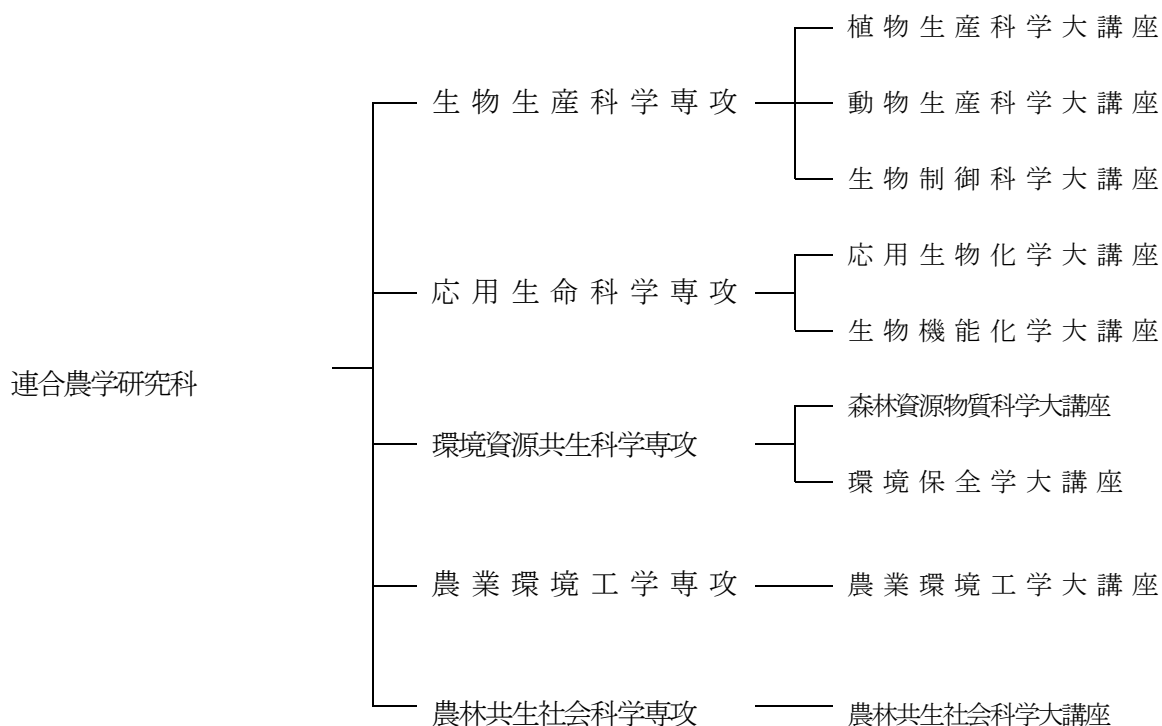 植物生産科学大講座
生物生産科学専攻
動物生産科学大講座
生物制御科学大講座
応用生物化学大講座
応用生命科学専攻
生物機能化学大講座
連合農学研究科
森林資源物質科学大講座
環境資源共生科学専攻
環境保全学大講座
農業環境工学専攻
農業環境工学大講座
農林共生社会科学専攻
農林共生社会科学大講座